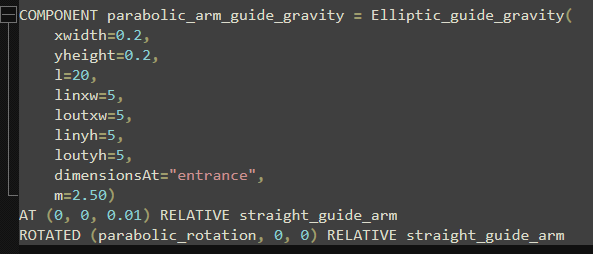 COMPONENT parabolic_arm_guide_gravity = Elliptic_guide_gravity(
    xwidth=0.2,
    yheight=0.2,
    l=20,
    linxw=5,
    loutxw=5,
    linyh=5,
    loutyh=5,
    dimensionsAt="entrance",
    m=2.50)
AT (0, 0, 0.01) RELATIVE straight_guide_arm
ROTATED (parabolic_rotation, 0, 0) RELATIVE straight_guide_arm